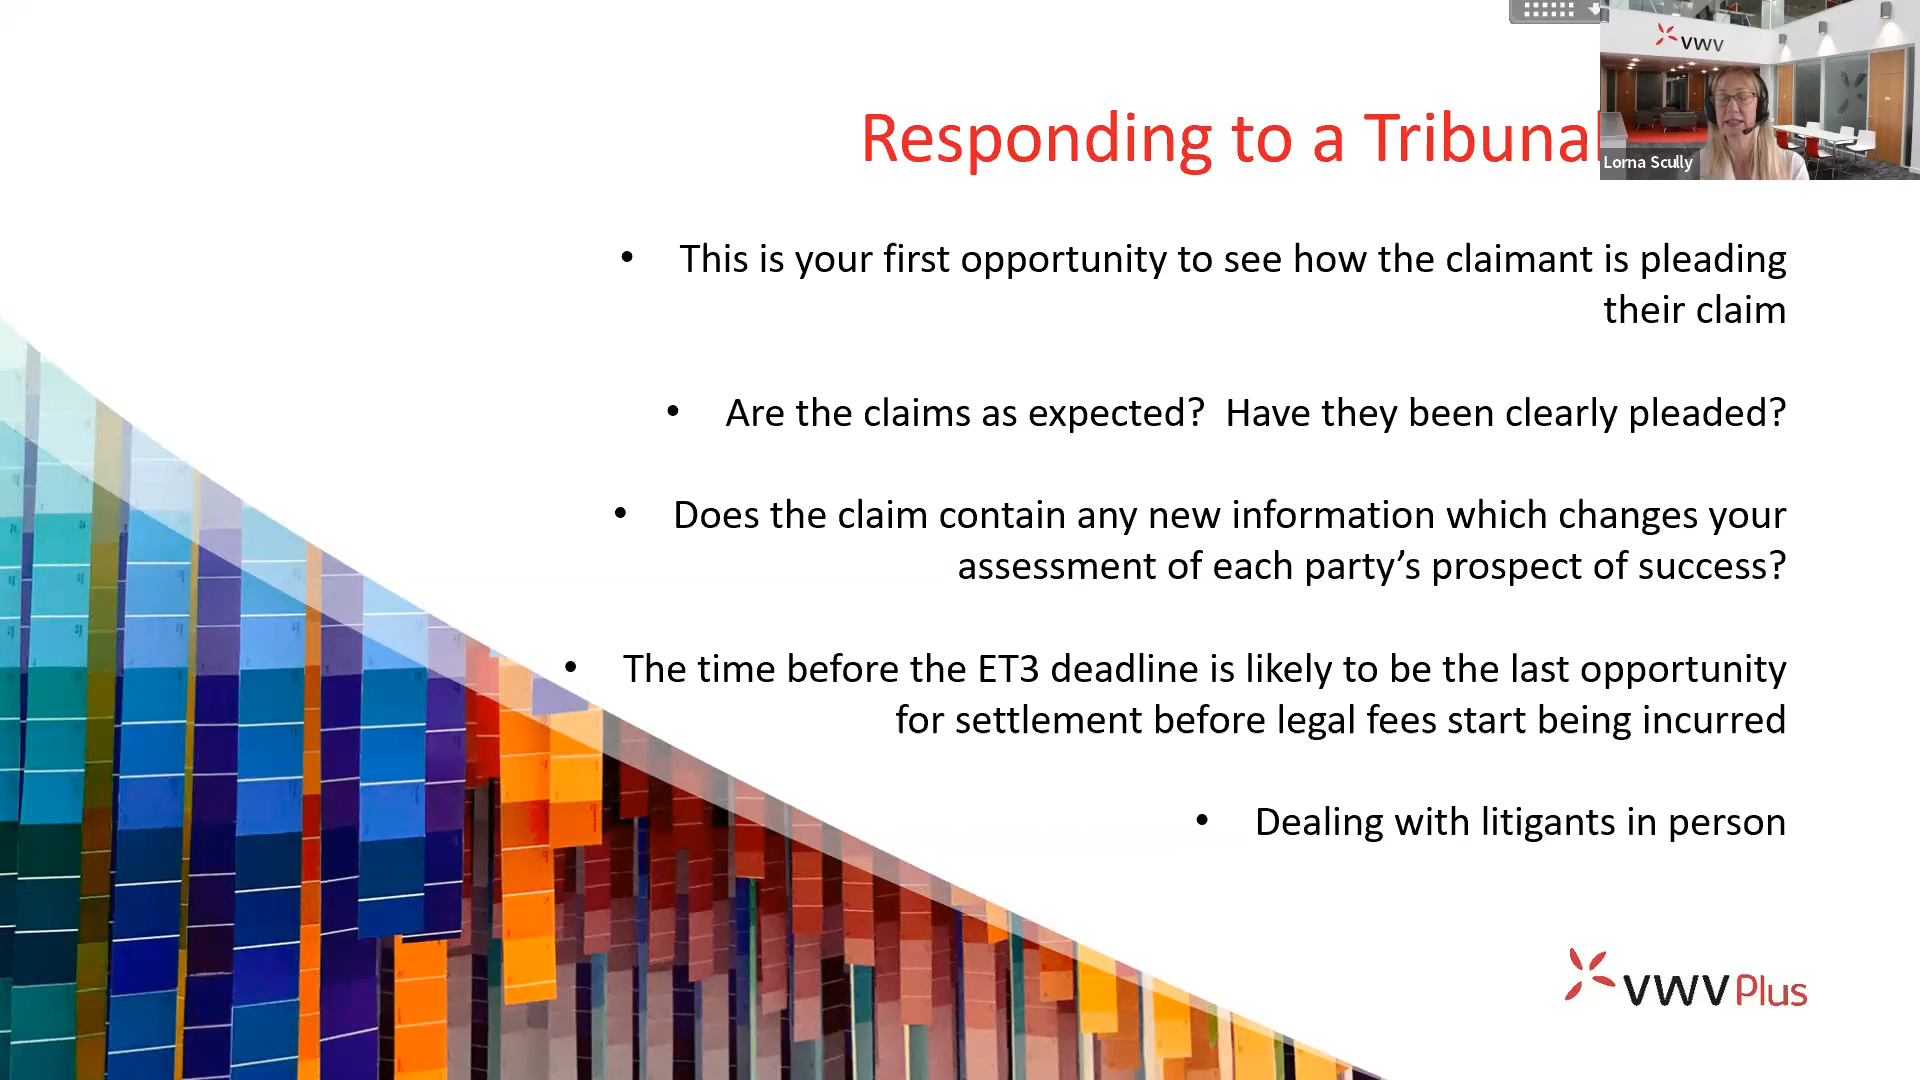 VWV
Lorna Scully
Responding to a Tribunal
• This is your first opportunity to see how the claimant is pleading
their claim
• Are the claims as expected?  Have they been clearly pleaded?
• Does the claim contain any new information which changes your
assessment of each party’s prospect of success?
• The time before the ET3 deadline is likely to be the last opportunity
for settlement before legal fees start being incurred
• Dealing with litigants in person
VWV Plus